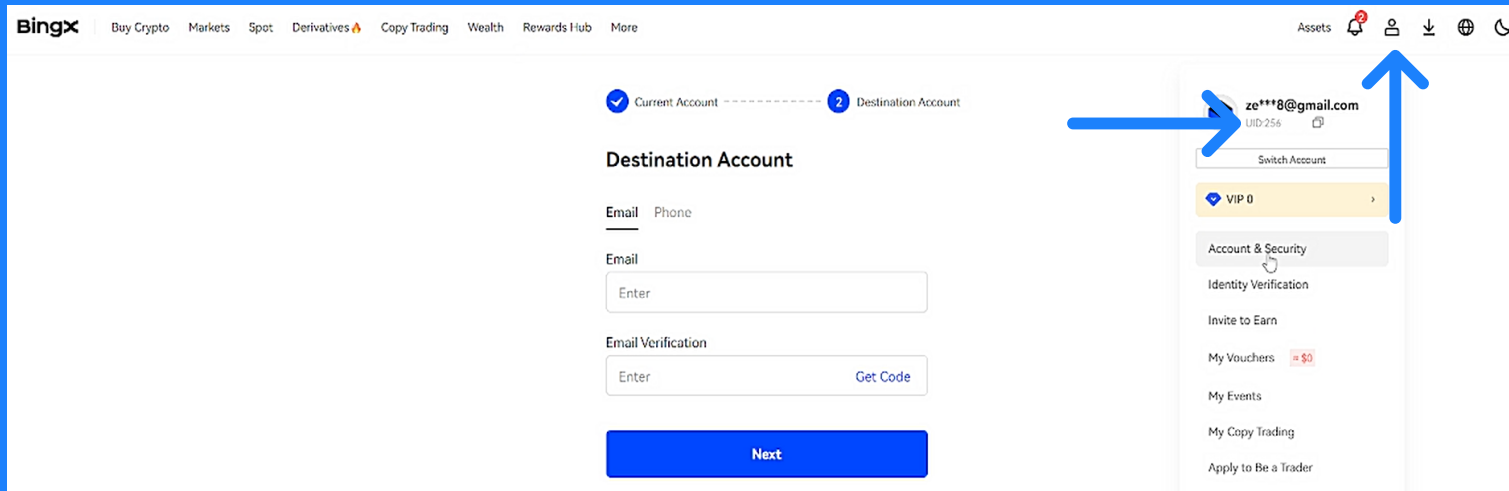 BingX Buy Crypto Markets Spot Derivatives Copy Trading Wealth Rewards Hub More Assets 2
Current Account 2 Destination Account
Destination Account
Email Phone
Email
Enter
Email Verification
Enter Get Code
Next
ze***8@gmail.com
UID:256
Switch Account
VIP 0
Account & Security
Identity Verification
Invite to Earn
My Vouchers ≈ $0
My Events
My Copy Trading
Apply to Be a Trader